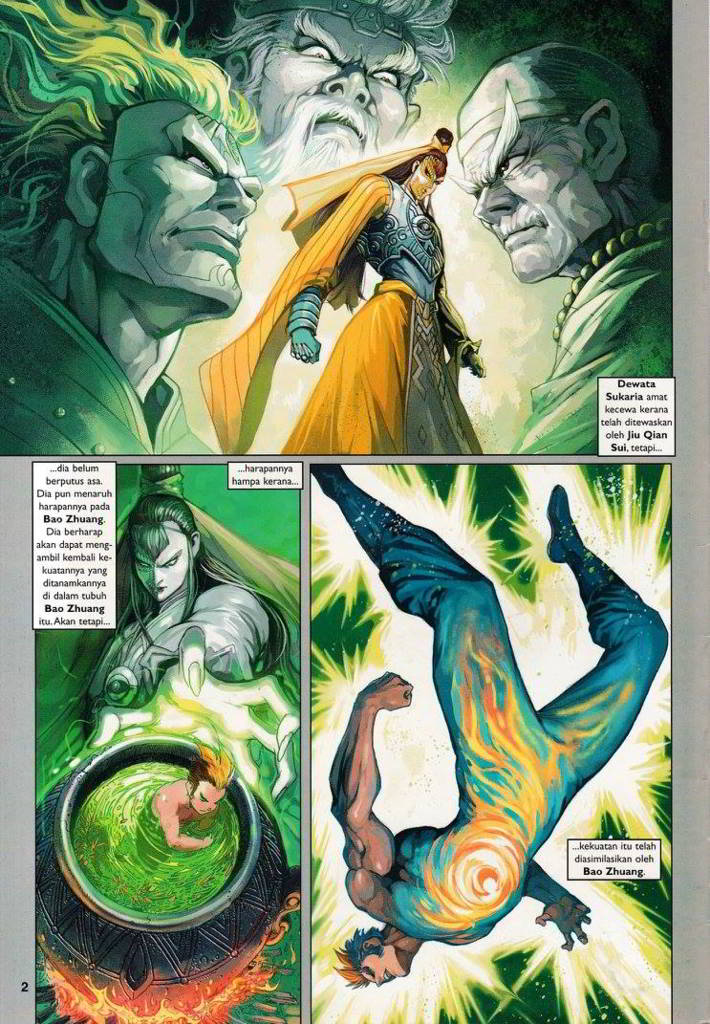 Dewata
Sukaria amat
kecewa kerana
telah ditewaskan
oleh Jiu Qian
Sui, tetapi...
...dia belum
berputus asa.
Dia pun menaruh
harapannya pada
Bao Zhuang.
Dia berharap
akan dapat meng-
ambil kembali ke-
kuatannya yang
ditanamkannya
di dalam tubuh
Bao Zhuang
itu. Akan tetapi...
...harapannya
hampa kerana...
...kekuatan itu telah
diasimilasikan oleh
Bao Zhuang.
2